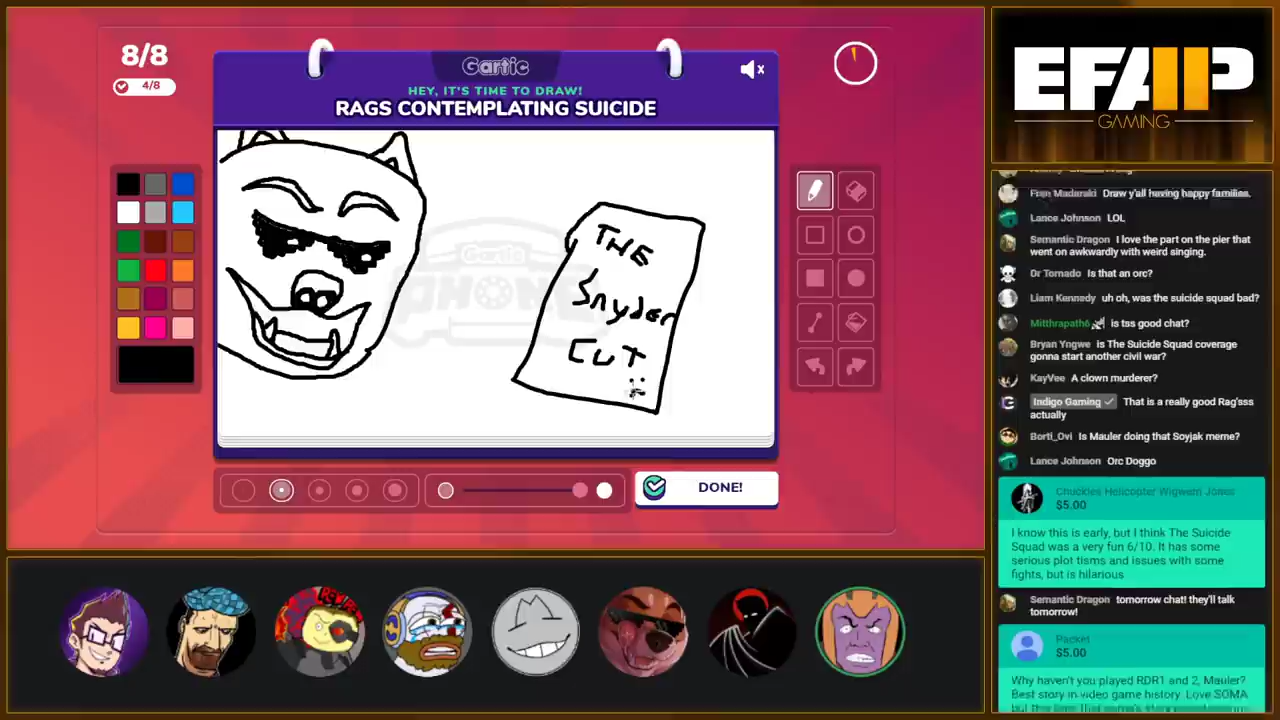 8/8
4/8
Gartic
HEY, IT'S TIME TO DRAW!
RAGS CONTEMPLATING SUICIDE
THE
Snyder
CUT
Gartic
PHONE
DONE!
EFAP
GAMING
Fran Madaraki Draw y'all having happy families.
Lance Johnson LOL
Semantic Dragon I love the part on the pier that
went on awkwardly with weird singing.
Dr Tornado Is that an orc?
Liam Kennedy uh oh, was the suicide squad bad?
Mitthrapath6 is tss good chat?
Bryan Yngwe Is The Suicide Squad coverage
gonna start another civil war?
KayVee A clown murderer?
Indigo Gaming ✓ That is a really good Rag'sss
actually
Borti_Ovi Is Mauler doing that Soyjak meme?
Lance Johnson Orc Doggo
Chuckles Helicopter Wigwam Jones
$5.00
I know this is early, but I think The Suicide
Squad was a very fun 6/10. It has some
serious plot tisms and issues with some
fights, but is hilarious
Semantic Dragon tomorrow chat! they'll talk
tomorrow!
Packet
$5.00
Why haven't you played RDR1 and 2, Mauler?
Best story in video game history. Love SOMA